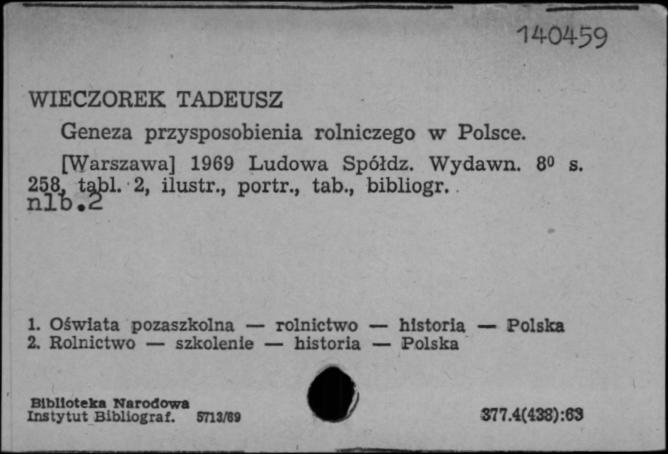 140459
WIECZOREK TADEUSZ
Geneza przysposobienia rolniczego w Polsce.
[Warszawa] 1969 Ludowa Spółdz. Wydawn. 8⁰ s.
258, tabl. 2, ilustr., portr., tab., bibliogr.
nlb.2
1. Oświata pozaszkolna — rolnictwo — historia — Polska
2. Rolnictwo — szkolenie — historia — Polska
Biblioteka Narodowa
Instytut Bibliograf. 5713/69
377.4(438):63